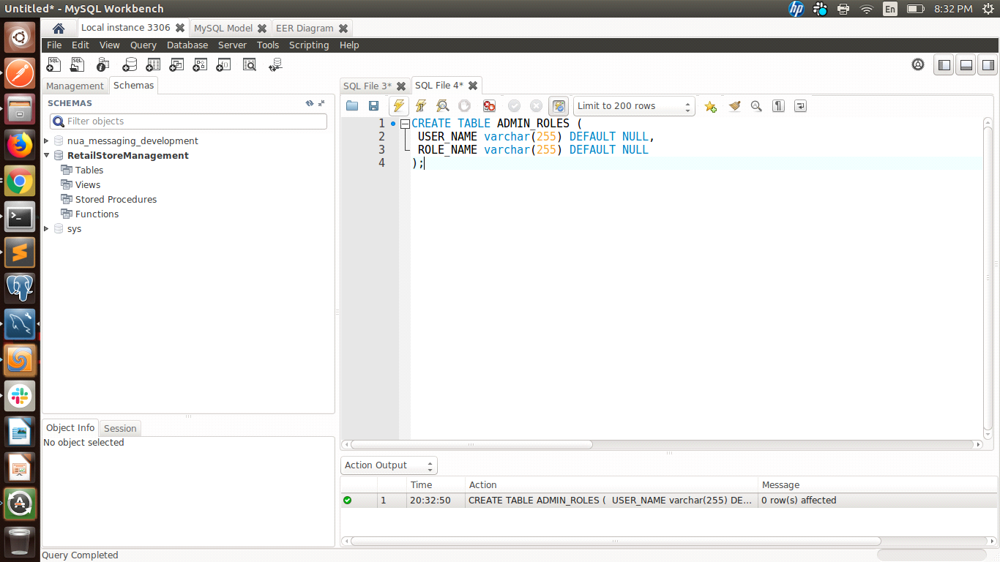 Untitled* - MySQL Workbench
En
8:32 PM
Local instance 3306
MySQL Model
EER Diagram
File Edit View Query Database Server Tools Scripting Help
Management
Schemas
SCHEMAS
Filter objects
nua_messaging_development
RetailStoreManagement
Tables
Views
Stored Procedures
Functions
sys
Object Info
Session
No object selected
SQL File 3*
SQL File 4*
Limit to 200 rows
1 CREATE TABLE ADMIN_ROLES (
2 USER_NAME varchar(255) DEFAULT NULL,
3 ROLE_NAME varchar(255) DEFAULT NULL
4 );
Action Output
Time Action Message
1 20:32:50 CREATE TABLE ADMIN_ROLES ( USER_NAME varchar(255) DE... 0 row(s) affected
Query Completed